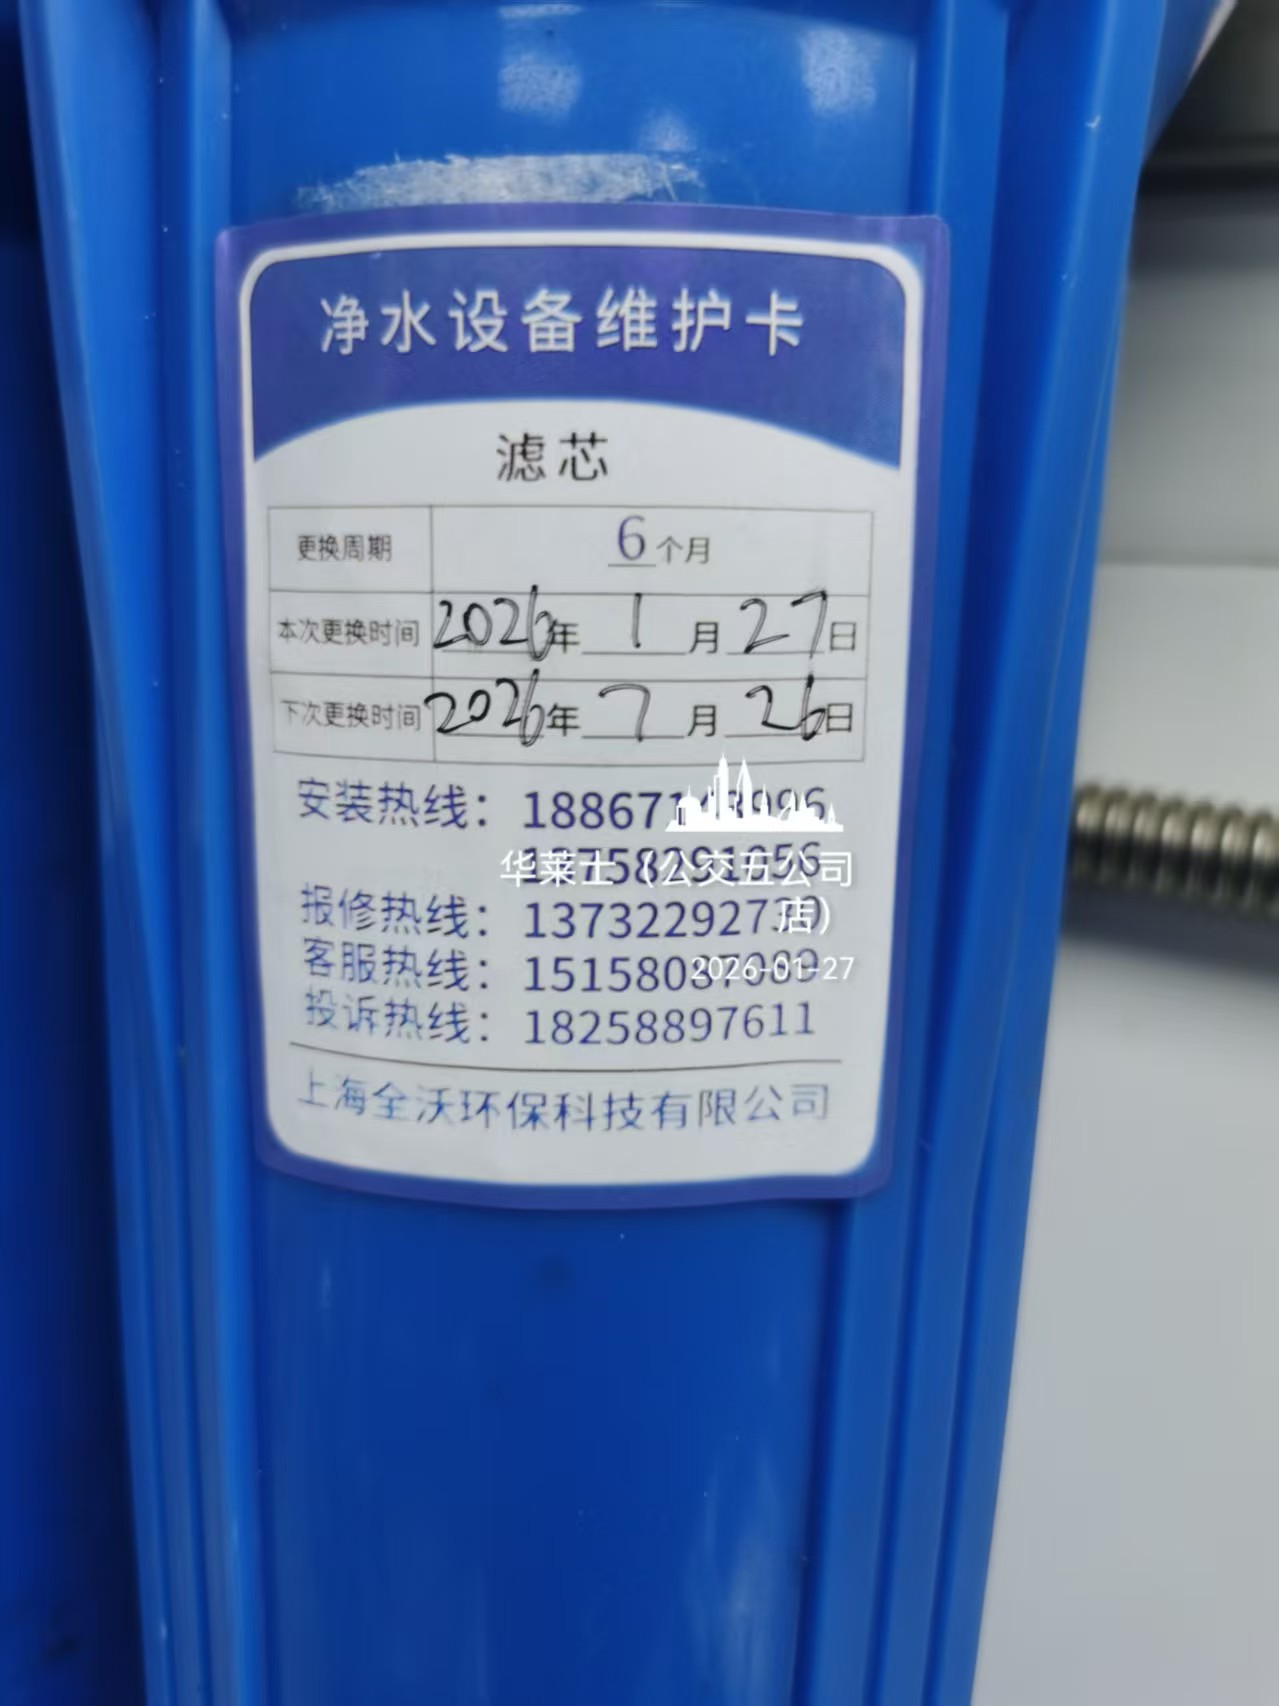 净水设备维护卡
滤芯
更换周期 6个月
本次更换时间 2026年 1月 27日
下次更换时间 2026年 7月 26日
安装热线：
报修热线：
客服热线：
投诉热线：18258897611
上海全沃环保科技有限公司
华莱士（公交五公司
店）
2026-01-27